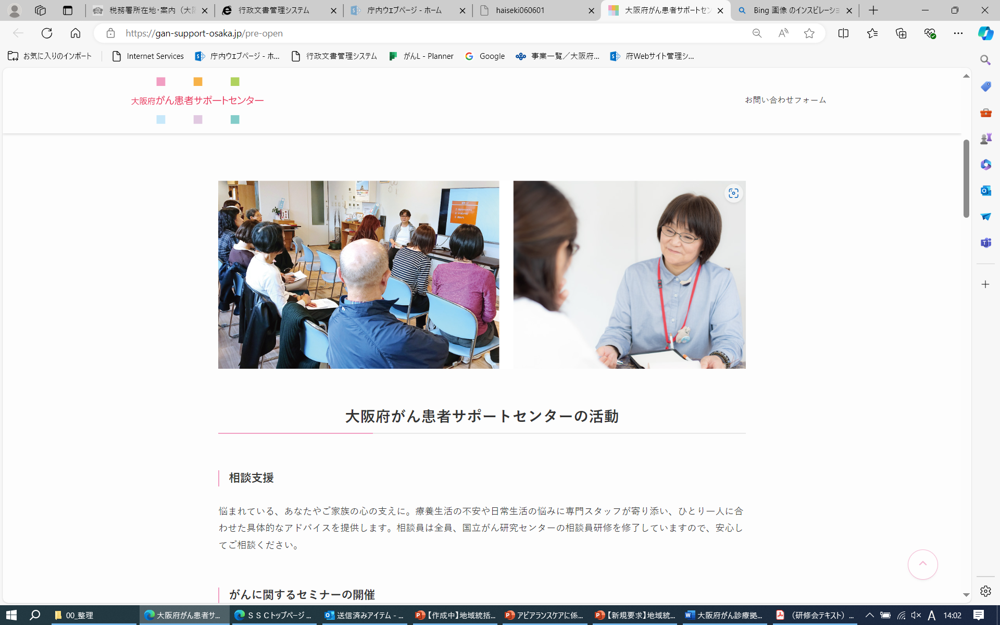 税務署所在地・案内（大
行政文書管理システム
庁内ウェブページ - ホーム
haiseki060601
大阪府がん患者サポートセン
Bing 画像 のインスピレーショ
https://gan-support-osaka.jp/pre-open
お気に入りのインポート
Internet Services
庁内ウェブページ - ホ...
行政文書管理システム
がんL - Planner
Google
事業一覧／大阪府...
府Webサイト管理シ...
大阪府がん患者サポートセンター
お問い合わせフォーム
大阪府がん患者サポートセンターの活動
相談支援
悩まれている、あなたやご家族の心の支えに。療養生活の不安や日常生活の悩みに専門スタッフが寄り添い、ひとり一人に合
わせた具体的なアドバイスを提供します。相談員は全員、国立がん研究センターの相談員研修を修了していますので、安心し
てご相談ください。
がんに関するセミナーの開催
00_整理
大阪府がん患者サ...
ＳＳＣトップページ ...
送信済みアイテム - ...
【作成中】地域統括...
アピアランスケアに係...
【新規要求】地域統...
大阪府がん診療拠...
（研修会テキスト） ...
A
14:02